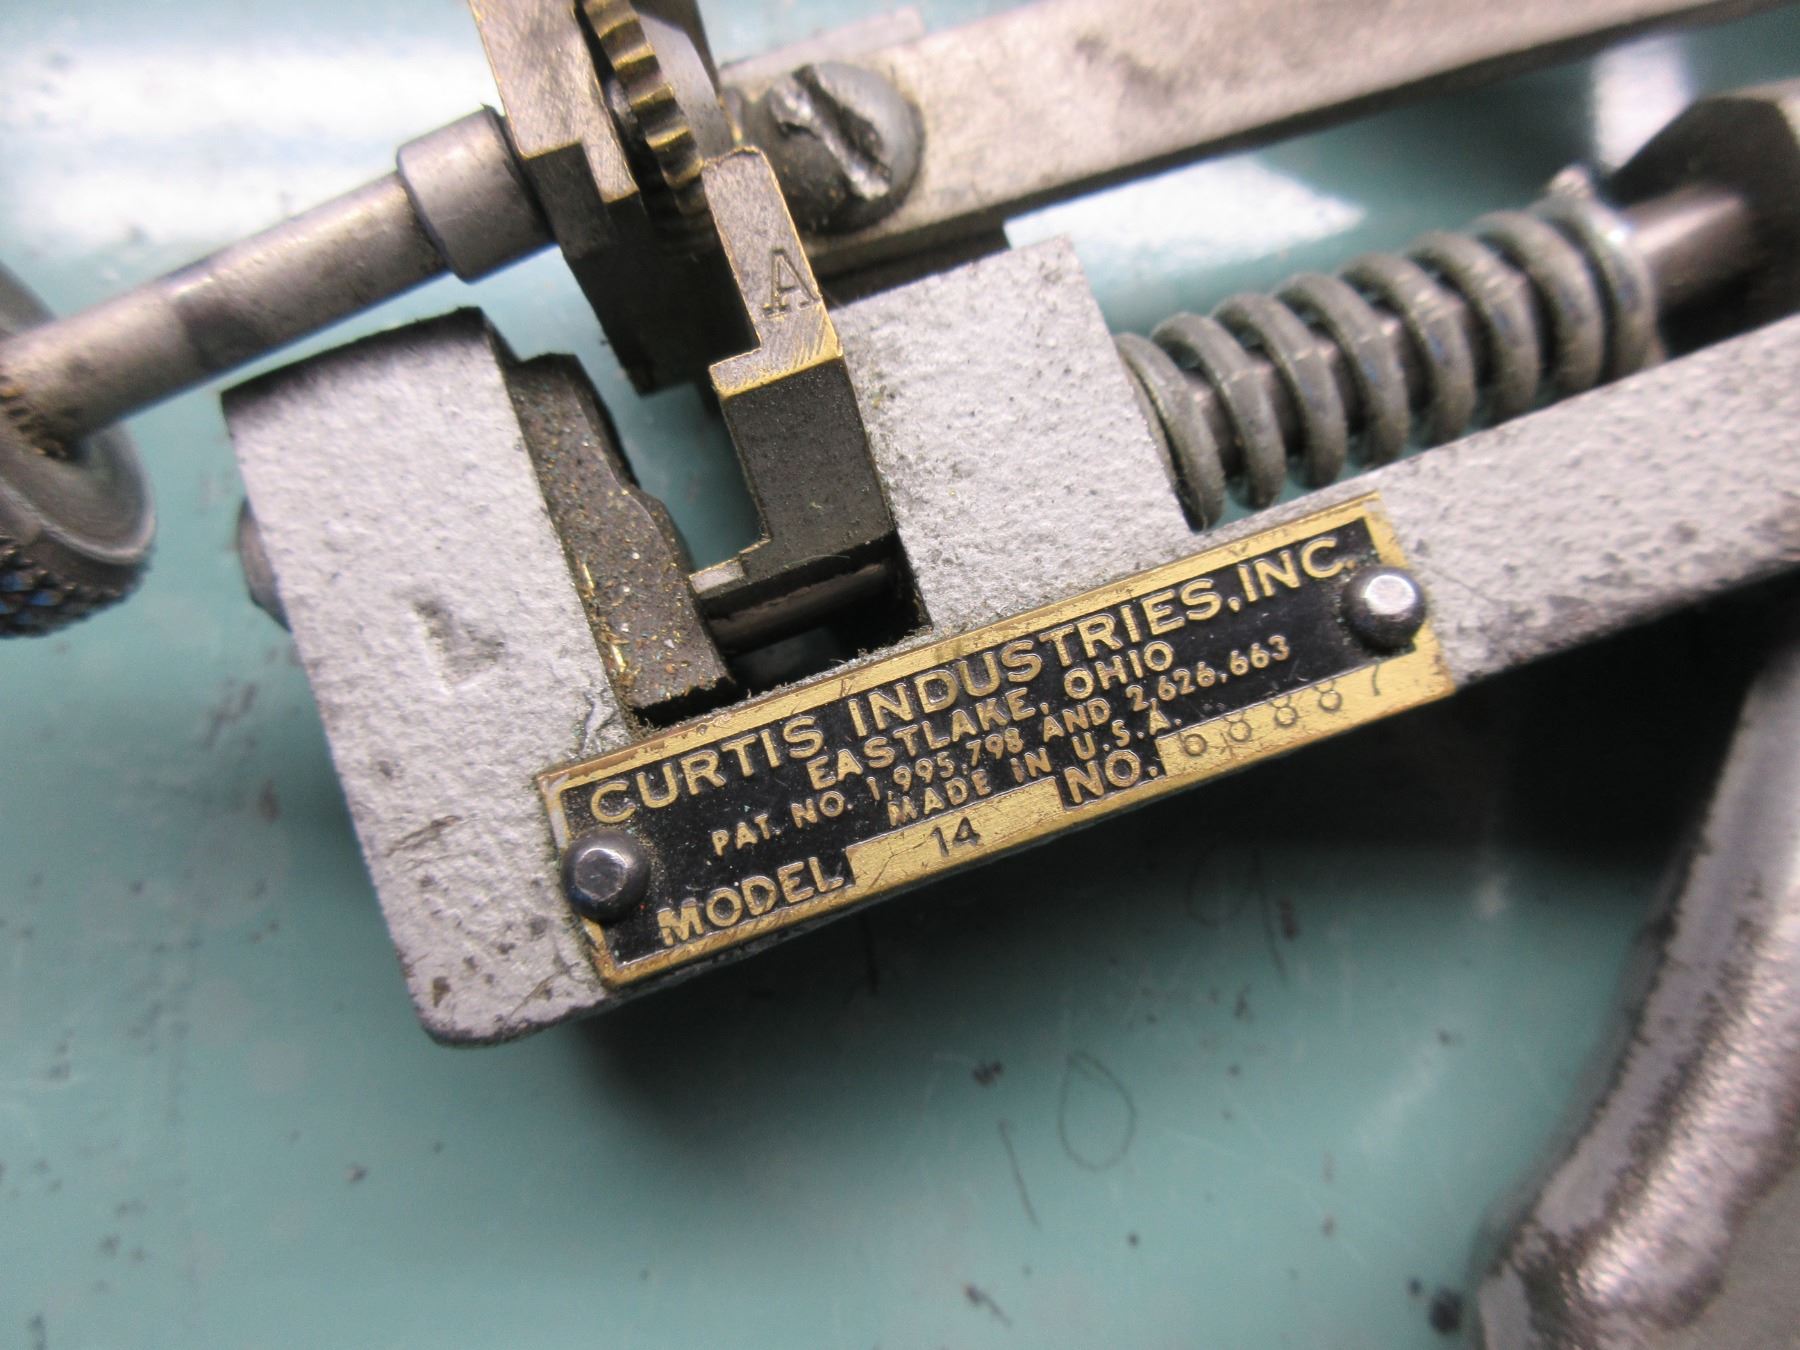 A
CURTIS INDUSTRIES, INC.
EASTLAKE, OHIO
PAT. NO. 1,995,798 AND 2,626,663
MADE IN U.S.A.
MODEL 14 NO. 68887